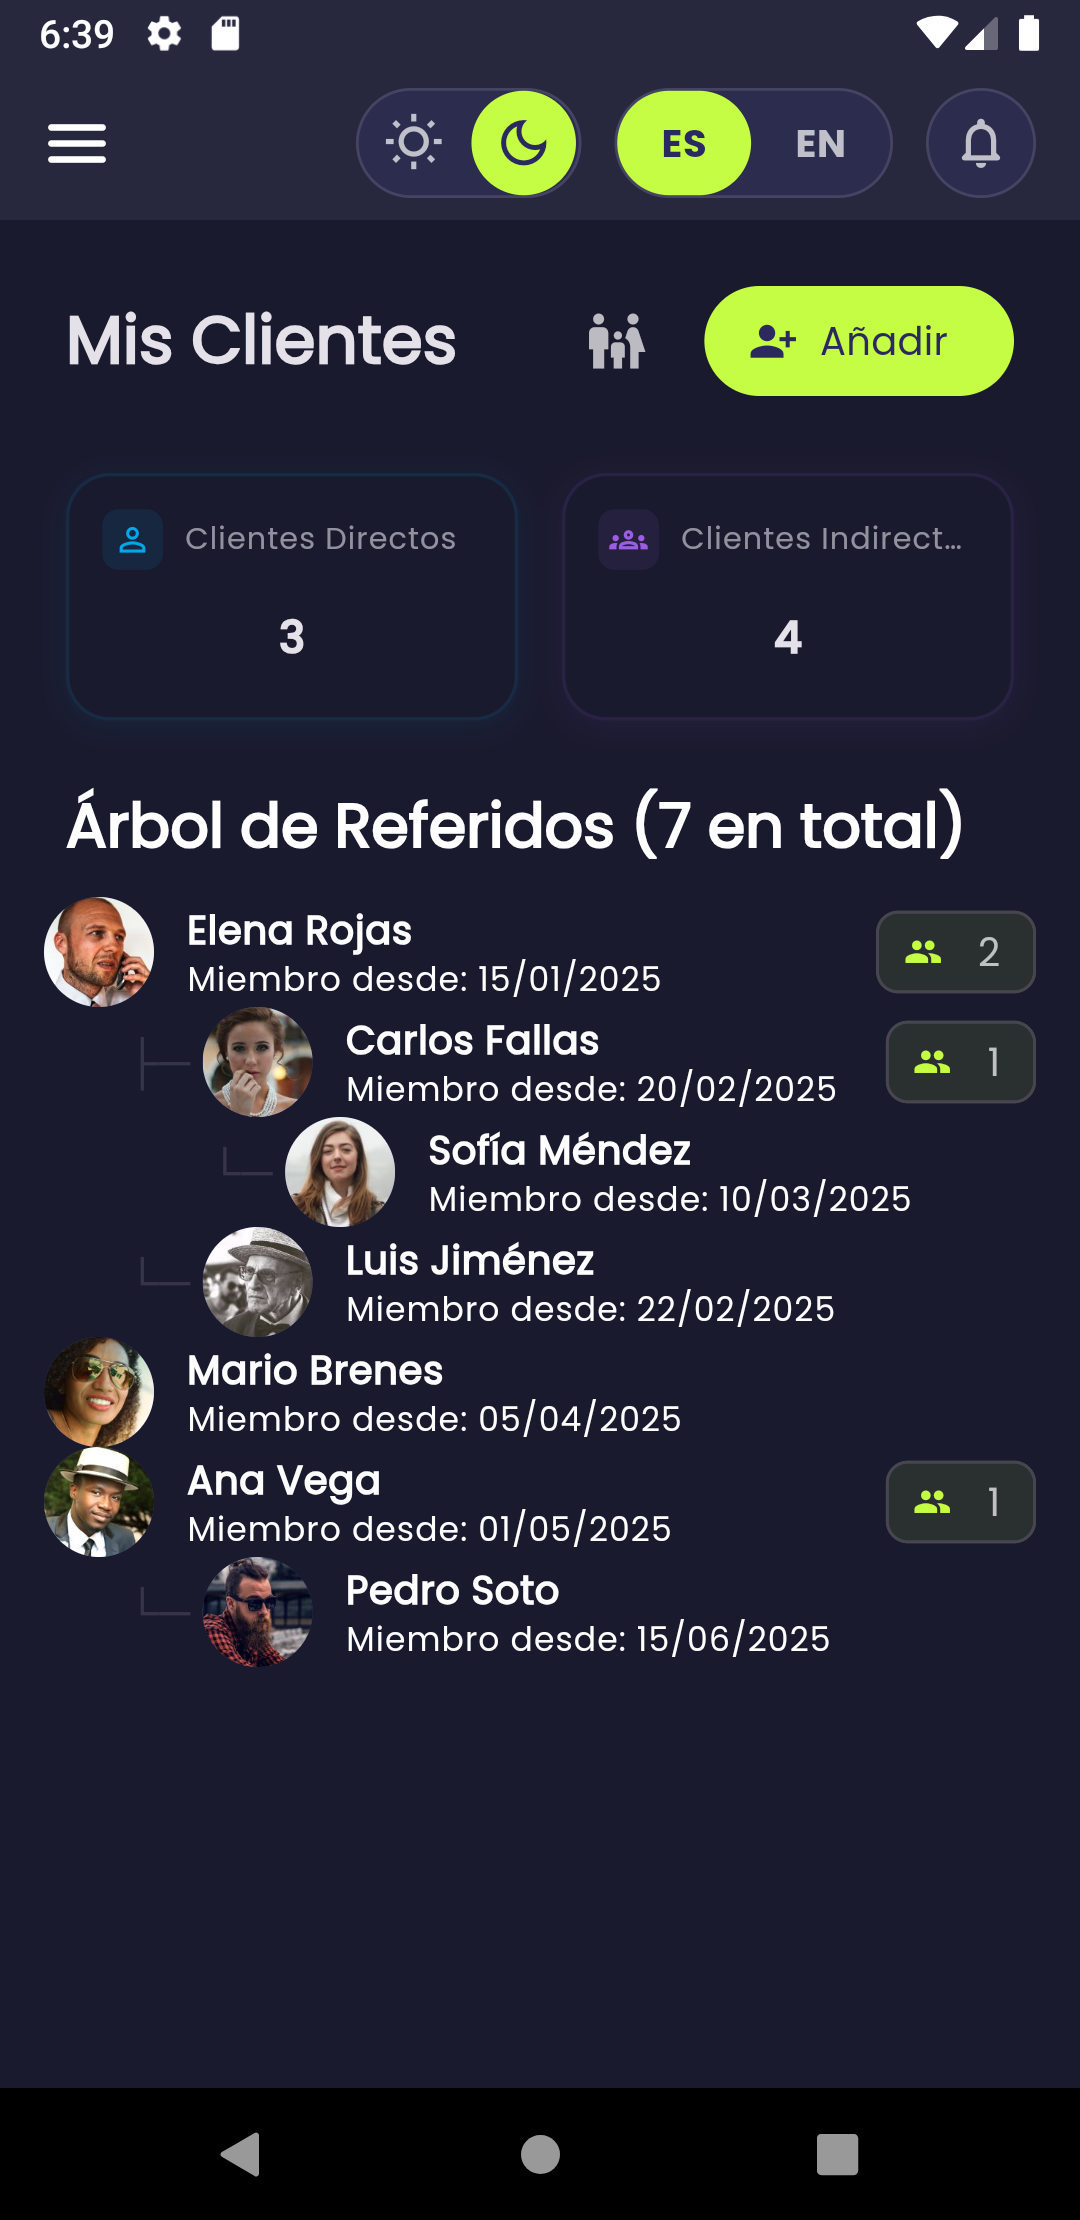 6:39
ES EN
Mis Clientes
Añadir
Clientes Directos
Clientes Indirect...
3
4
Árbol de Referidos (7 en total)
Elena Rojas
Miembro desde: 15/01/2025
2
Carlos Fallas
Miembro desde: 20/02/2025
1
Sofía Méndez
Miembro desde: 10/03/2025
Luis Jiménez
Miembro desde: 22/02/2025
Mario Brenes
Miembro desde: 05/04/2025
Ana Vega
Miembro desde: 01/05/2025
1
Pedro Soto
Miembro desde: 15/06/2025